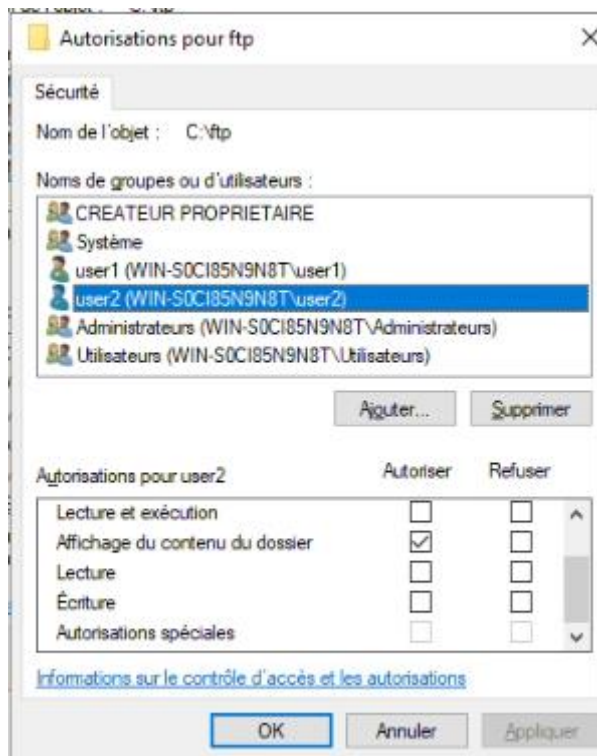 Autorisations pour ftp
Sécurité
Nom de l'objet : C:\ftp
Noms de groupes ou d'utilisateurs :
CREATEUR PROPRIETAIRE
Système
user1 (WIN-S0CI85N9N8T\user1)
user2 (WIN-S0CI85N9N8T\user2)
Administrateurs (WIN-S0CI85N9N8T\Administrateurs)
Utilisateurs (WIN-S0CI85N9N8T\Utilisateurs)
Ajouter... Supprimer
Autorisations pour user2 Autoriser Refuser
Lecture et exécution
Affichage du contenu du dossier
Lecture
Écriture
Autorisations spéciales
Informations sur le contrôle d'accès et les autorisations
OK Annuler Appliquer